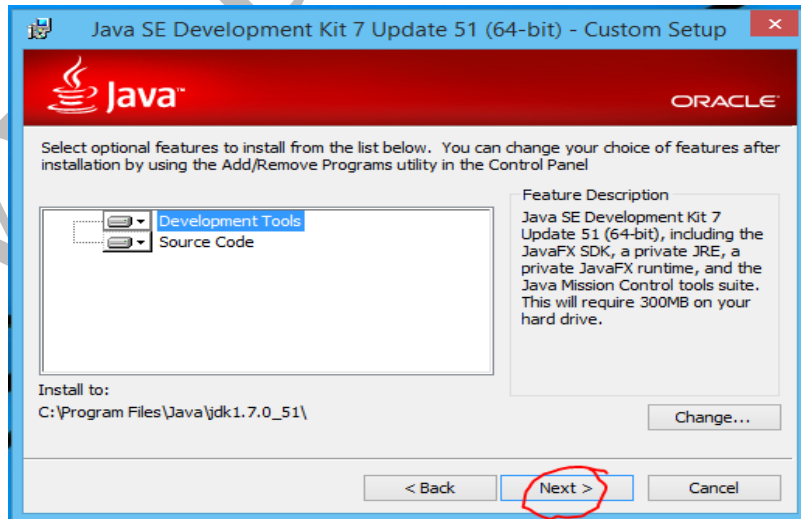 Java SE Development Kit 7 Update 51 (64-bit) - Custom Setup
Java™
ORACLE
Select optional features to install from the list below. You can change your choice of features after
installation by using the Add/Remove Programs utility in the Control Panel
Development Tools
Source Code
Feature Description
Java SE Development Kit 7
Update 51 (64-bit), including the
JavaFX SDK, a private JRE, a
private JavaFX runtime, and the
Java Mission Control tools suite.
This will require 300MB on your
hard drive.
Install to:
C:\Program Files\Java\jdk1.7.0_51\
Change...
< Back
Next >
Cancel